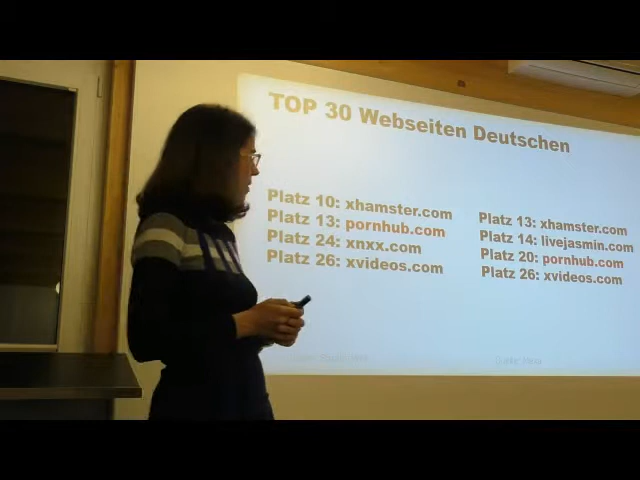 TOP 30 Webseiten Deutschen
Platz 10: xhamster.com
Platz 13: pornhub.com
Platz 24: xnxx.com
Platz 26: xvideos.com
Platz 13: xhamster.com
Platz 14: livejasmin.com
Platz 20: pornhub.com
Platz 26: xvideos.com